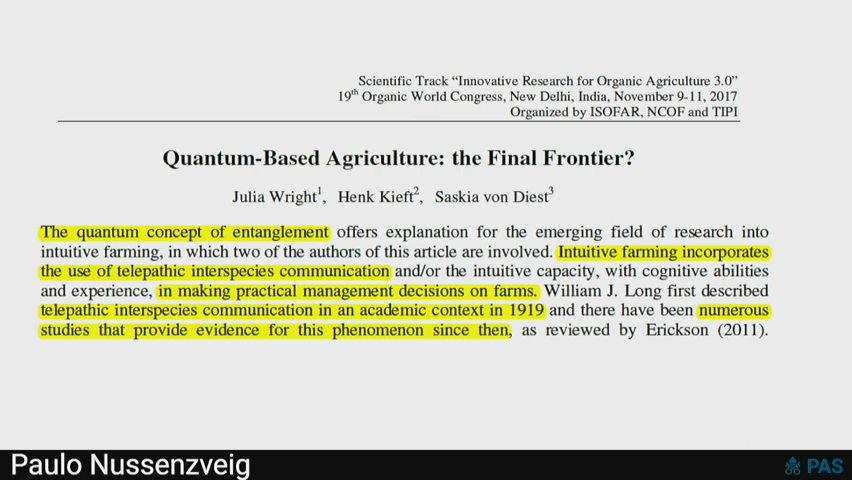 Scientific Track “Innovative Research for Organic Agriculture 3.0”
19th Organic World Congress, New Delhi, India, November 9-11, 2017
Organized by ISOFAR, NCOF and TIPI
Quantum-Based Agriculture: the Final Frontier?
Julia Wright1, Henk Kieft2, Saskia von Diest3
The quantum concept of entanglement offers explanation for the emerging field of research into
intuitive farming, in which two of the authors of this article are involved. Intuitive farming incorporates
the use of telepathic interspecies communication and/or the intuitive capacity, with cognitive abilities
and experience, in making practical management decisions on farms. William J. Long first described
telepathic interspecies communication in an academic context in 1919 and there have been numerous
studies that provide evidence for this phenomenon since then, as reviewed by Erickson (2011).
Paulo Nussenzveig
PAS